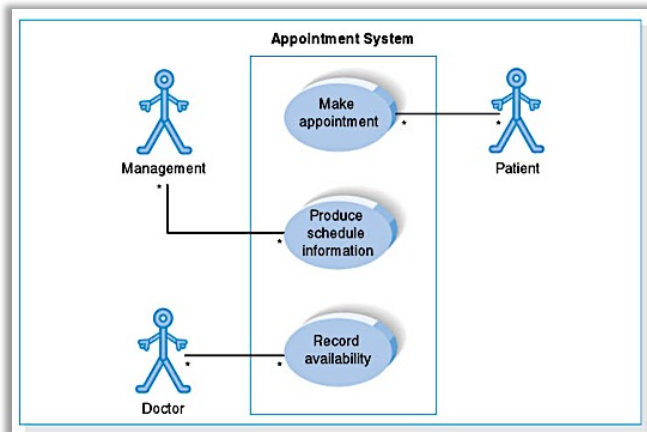 Appointment System
Make
appointment
*
*
Patient
Management
*
Produce
schedule
information
*
Record
availability
*
*
Doctor